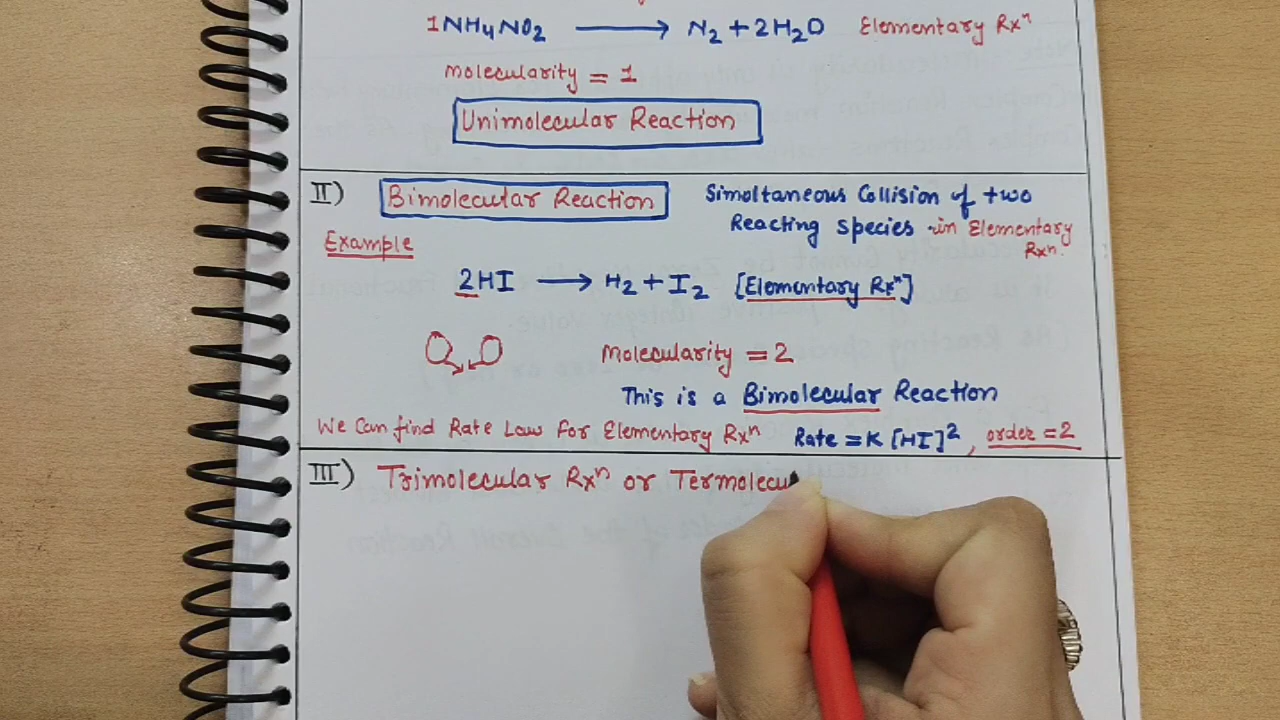 1NH4NO2 → N2 + 2H2O Elementary Rxⁿ
molecularity = 1
Unimolecular Reaction
II) Bimolecular Reaction Simoltaneous Collision of two
Reacting species in Elementary
Rxⁿ.
Example
2HI → H2 + I2 [Elementary Rxⁿ]
Molecularity = 2
This is a Bimolecular Reaction
We Can find Rate Law For Elementary Rxⁿ Rate = K [HI]², order = 2
III) Trimolecular Rxⁿ or Termolecu